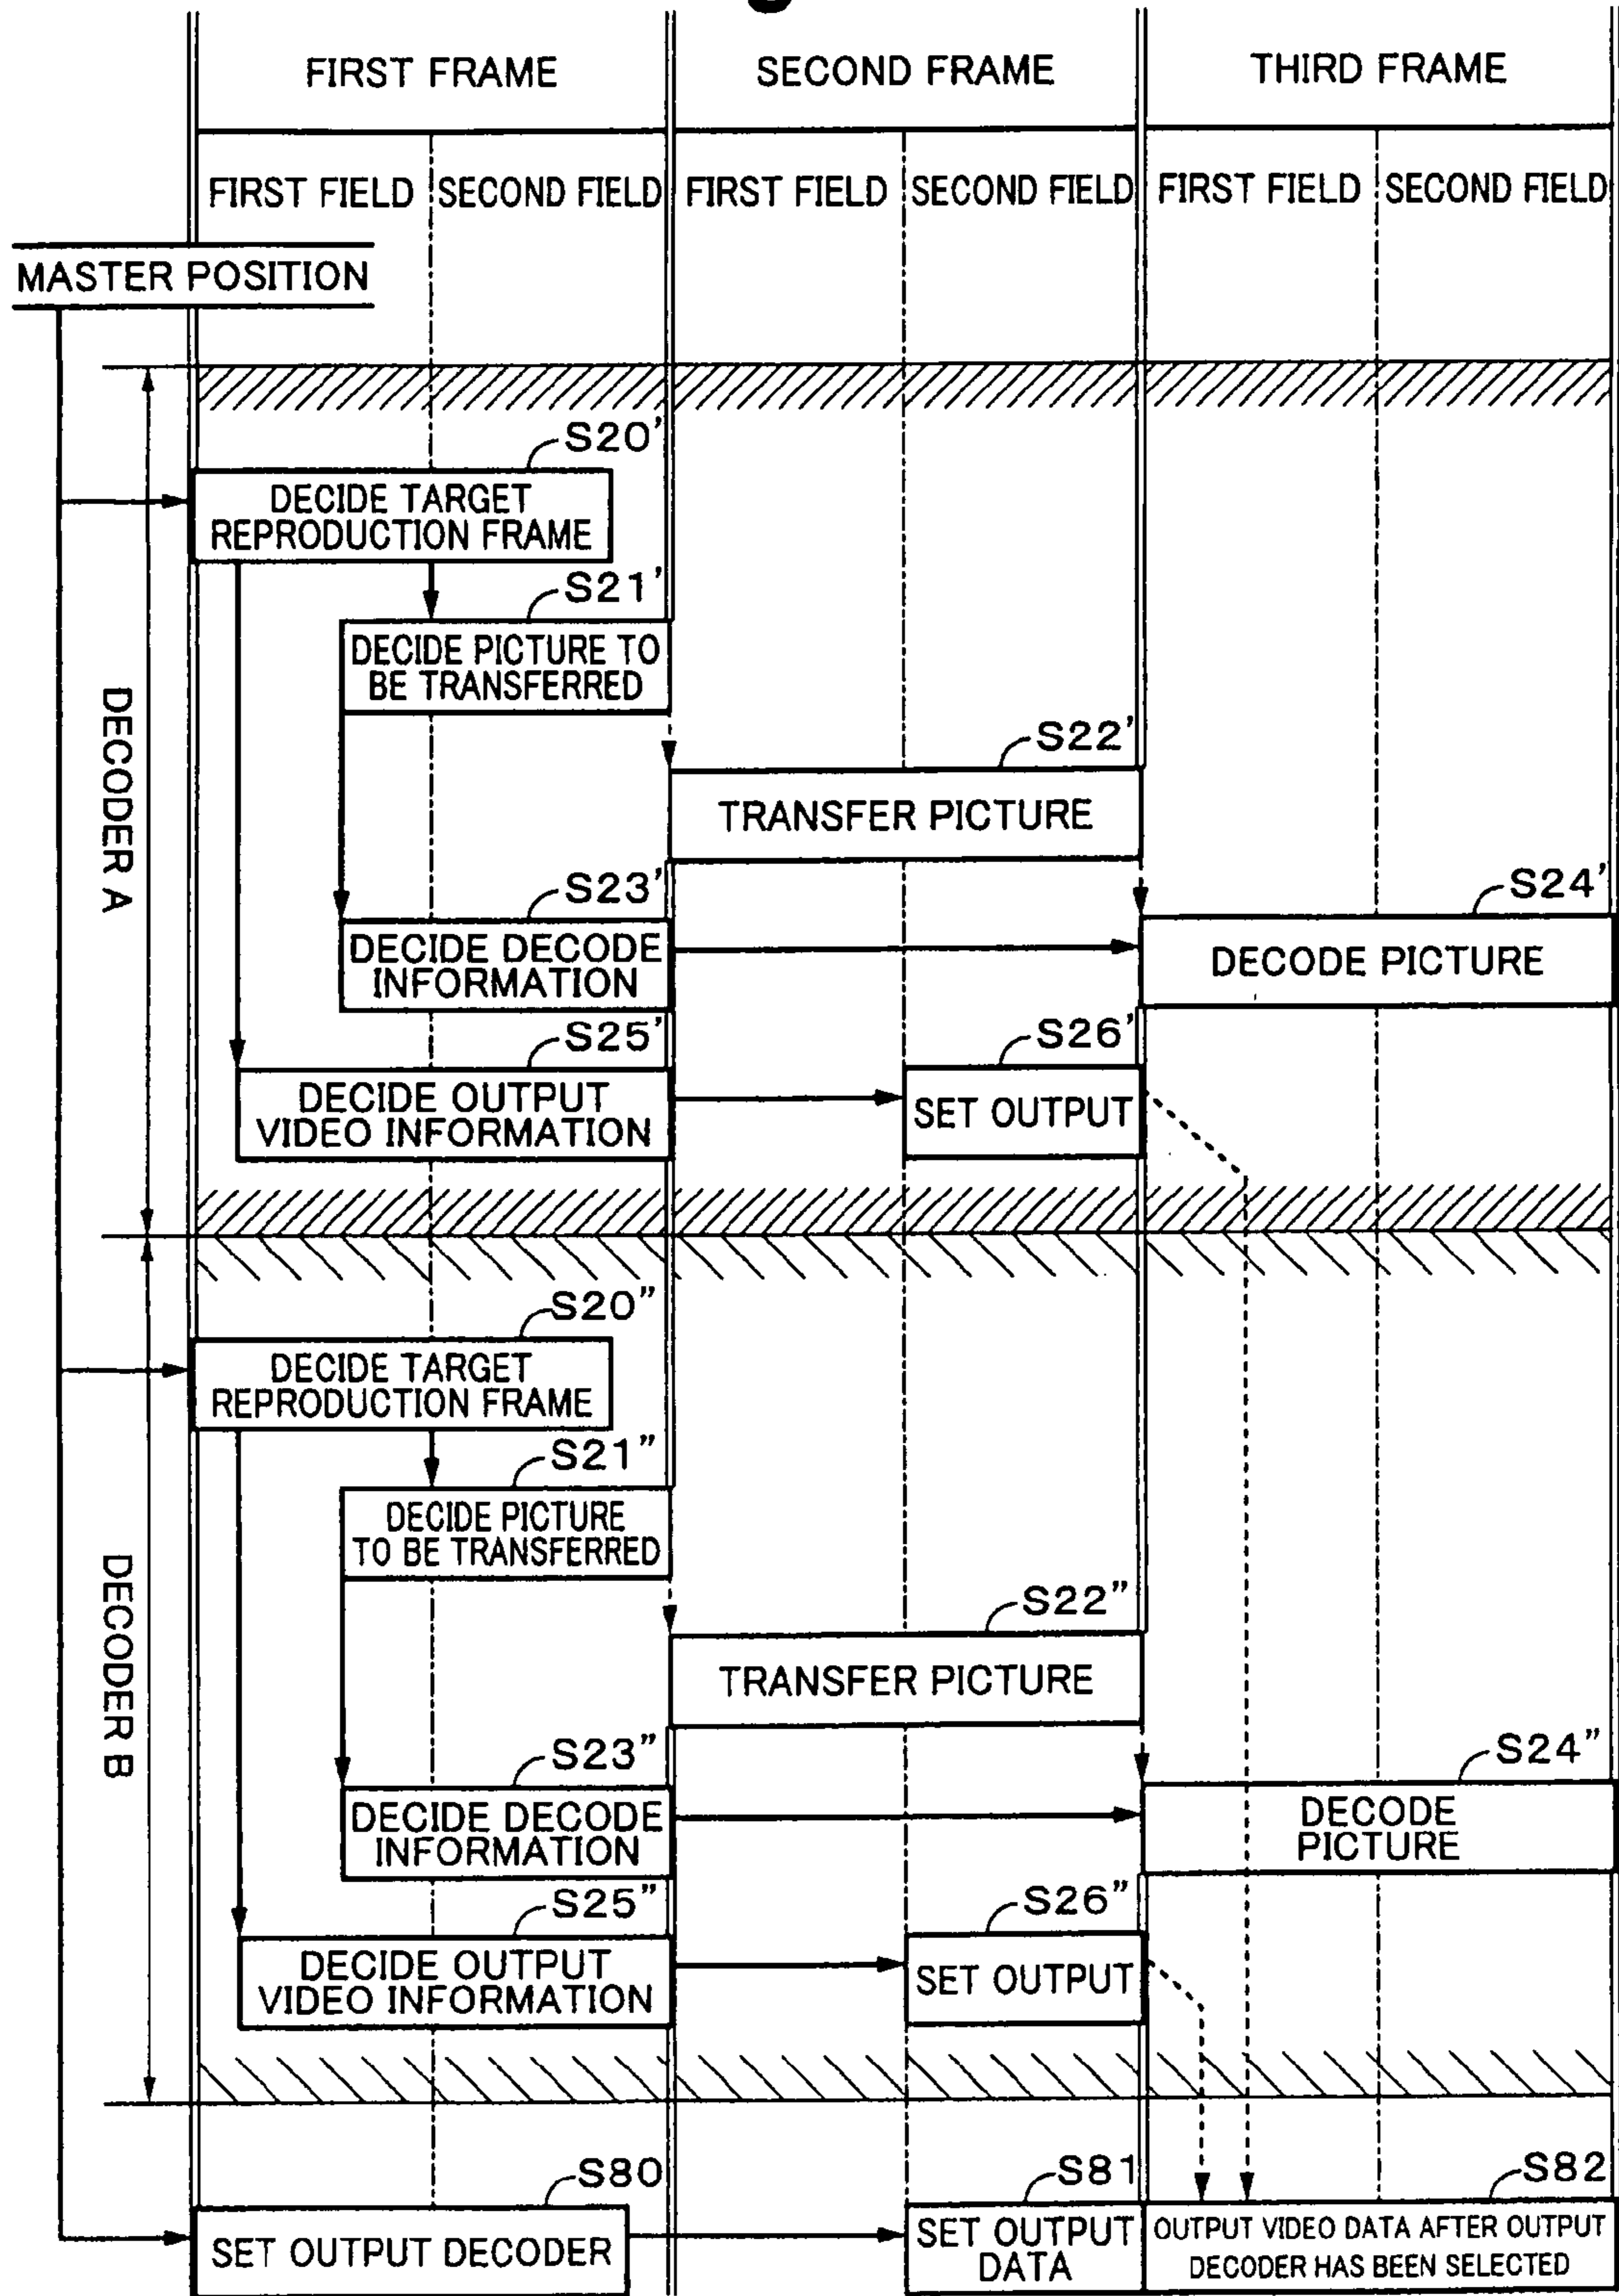 FIRST FRAME
SECOND FRAME
THIRD FRAME
FIRST FIELD
SECOND FIELD
FIRST FIELD
SECOND FIELD
FIRST FIELD
SECOND FIELD
MASTER POSITION
DECODER A
S20'
DECIDE TARGET
REPRODUCTION FRAME
S21'
DECIDE PICTURE TO
BE TRANSFERRED
S22'
TRANSFER PICTURE
S23'
DECIDE DECODE
INFORMATION
S24'
DECODE PICTURE
S25'
DECIDE OUTPUT
VIDEO INFORMATION
S26'
SET OUTPUT
DECODER B
S20"
DECIDE TARGET
REPRODUCTION FRAME
S21"
DECIDE PICTURE
TO BE TRANSFERRED
S22"
TRANSFER PICTURE
S23"
DECIDE DECODE
INFORMATION
S24"
DECODE
PICTURE
S25"
DECIDE OUTPUT
VIDEO INFORMATION
S26"
SET OUTPUT
S80
SET OUTPUT DECODER
S81
SET OUTPUT
DATA
S82
OUTPUT VIDEO DATA AFTER OUTPUT
DECODER HAS BEEN SELECTED